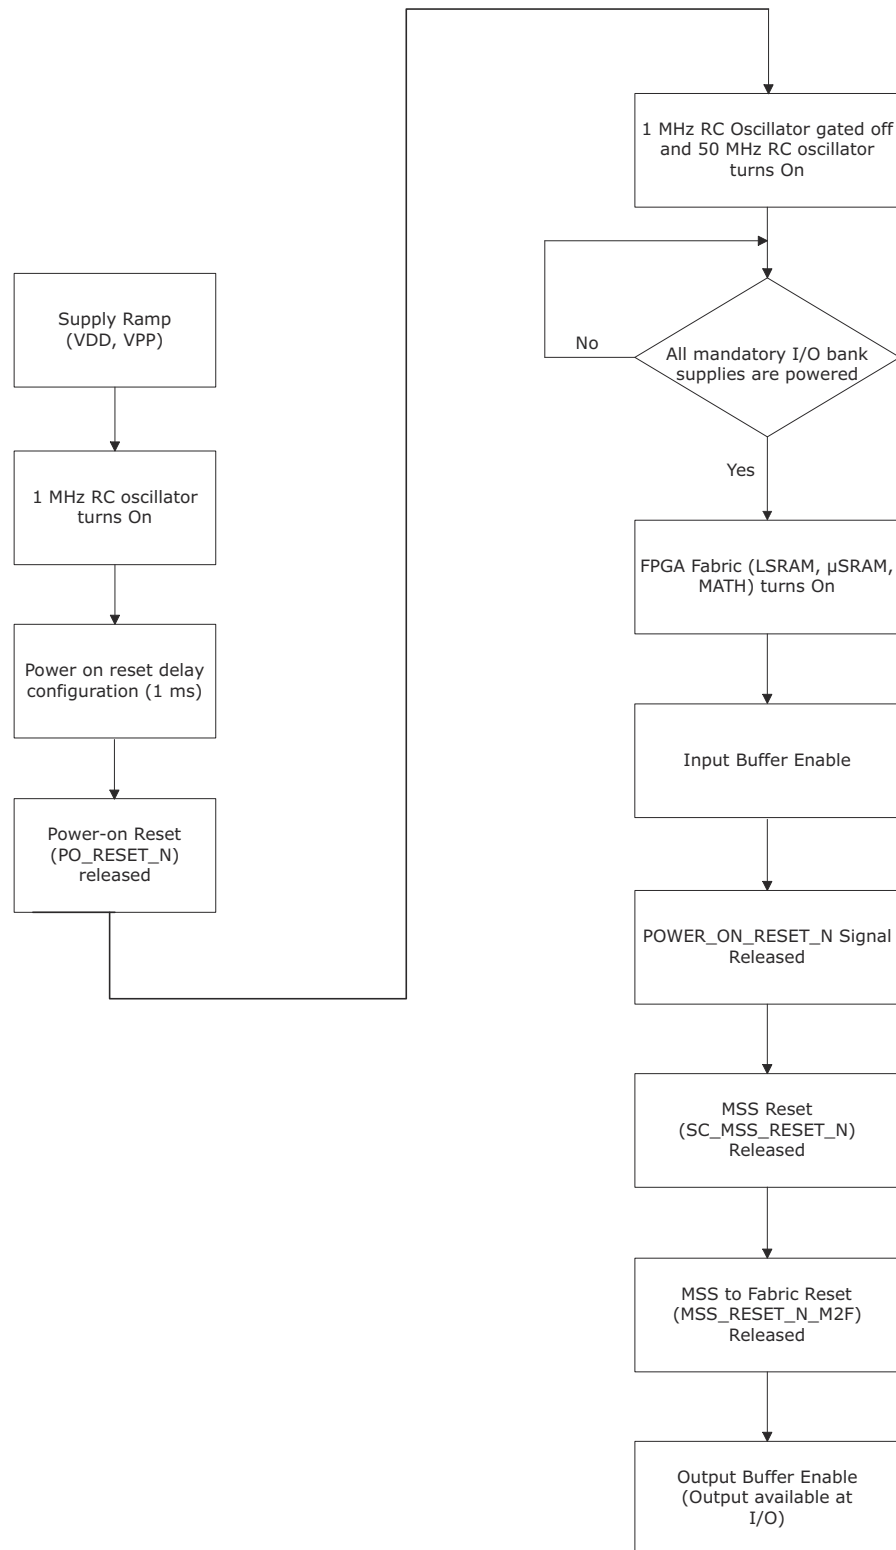 Supply Ramp
(VDD, VPP)
1 MHz RC oscillator
turns On
Power on reset delay
configuration (1 ms)
Power-on Reset
(PO_RESET_N)
released
1 MHz RC Oscillator gated off
and 50 MHz RC oscillator
turns On
All mandatory I/O bank
supplies are powered
No
Yes
FPGA Fabric (LSRAM, µSRAM,
MATH) turns On
Input Buffer Enable
POWER_ON_RESET_N Signal
Released
MSS Reset
(SC_MSS_RESET_N)
Released
MSS to Fabric Reset
(MSS_RESET_N_M2F)
Released
Output Buffer Enable
(Output available at
I/O)